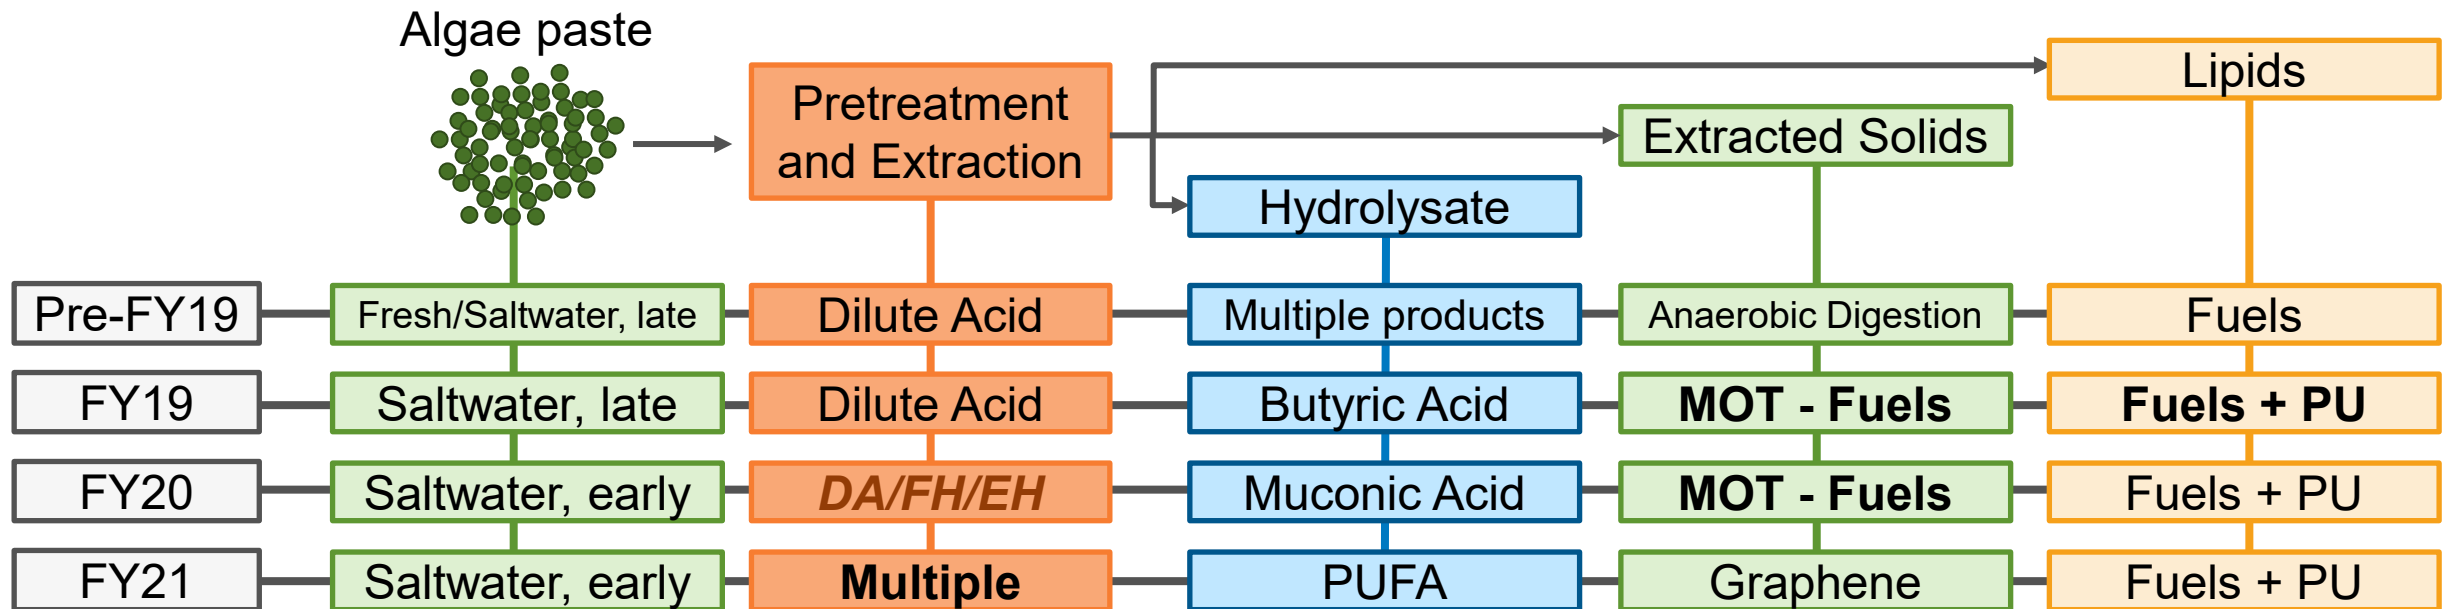 Algae paste
Pretreatment
and Extraction
Lipids
Extracted Solids
Hydrolysate
Pre-FY19
Fresh/Saltwater, late
Dilute Acid
Multiple products
Anaerobic Digestion
Fuels
FY19
Saltwater, late
Dilute Acid
Butyric Acid
MOT - Fuels
Fuels + PU
FY20
Saltwater, early
DA/FH/EH
Muconic Acid
MOT - Fuels
Fuels + PU
FY21
Saltwater, early
Multiple
PUFA
Graphene
Fuels + PU